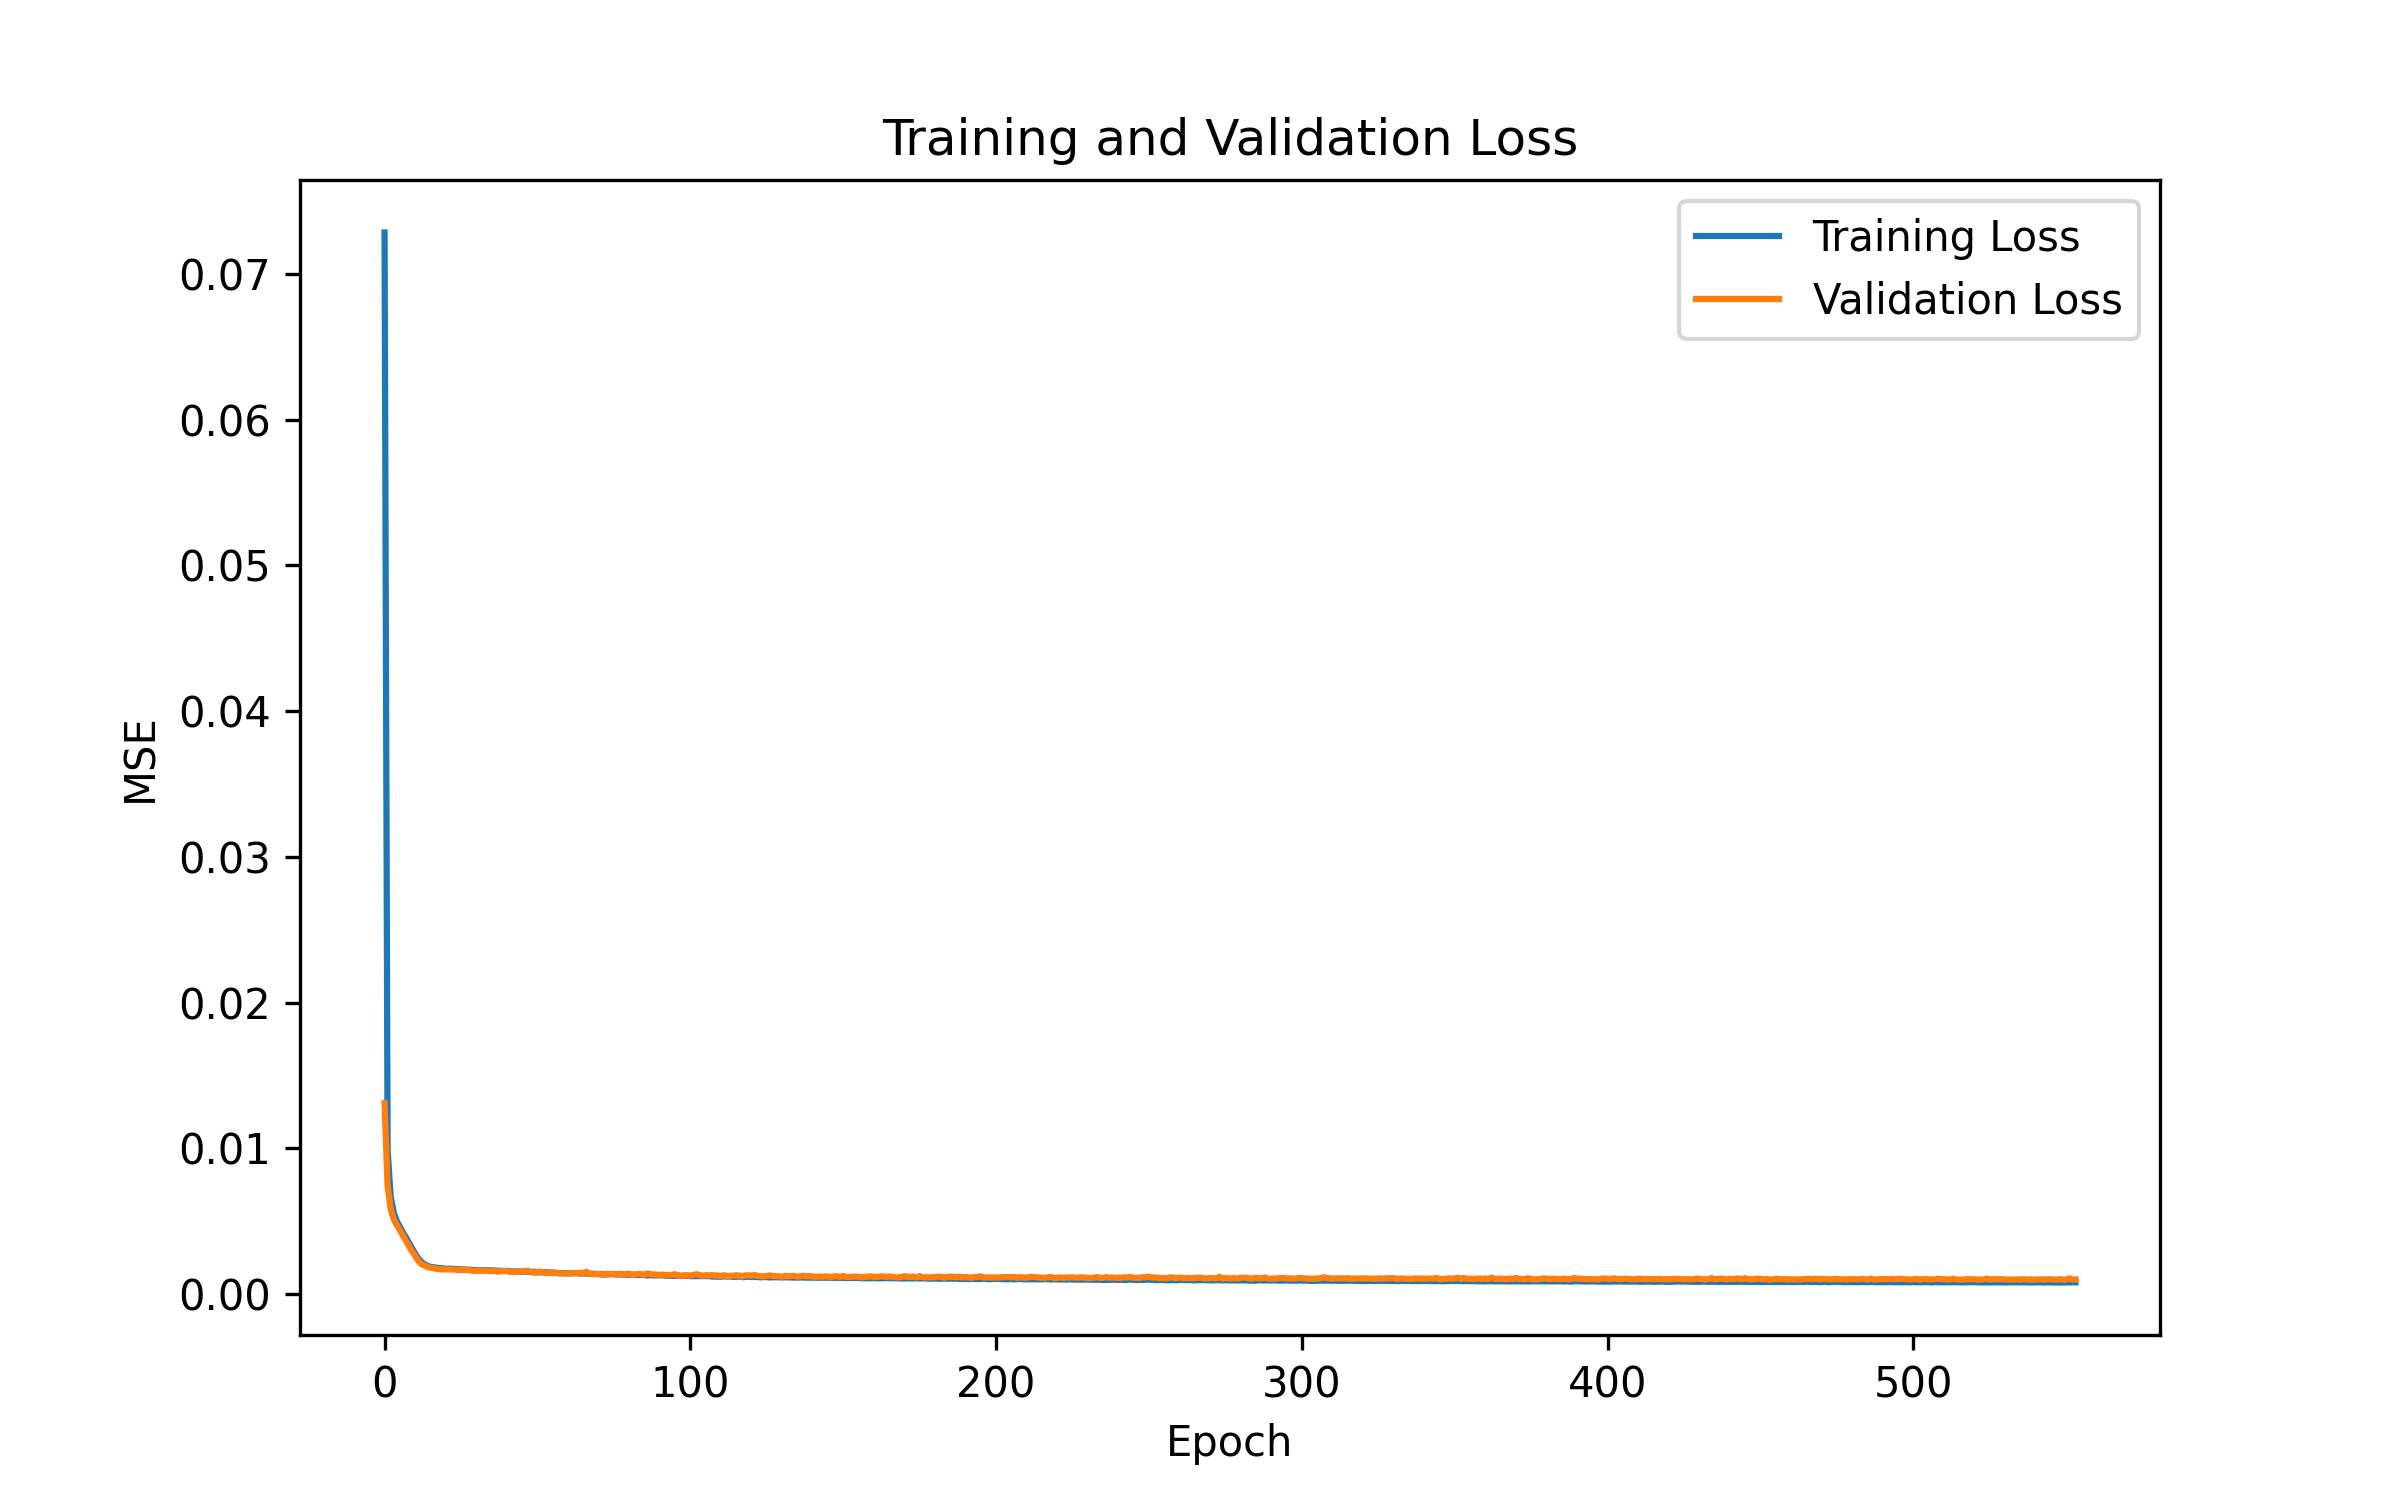 Training and Validation Loss
Training Loss
Validation Loss
0.07
0.06
0.05
0.04
0.03
0.02
0.01
0.00
MSE
0 100 200 300 400 500
Epoch